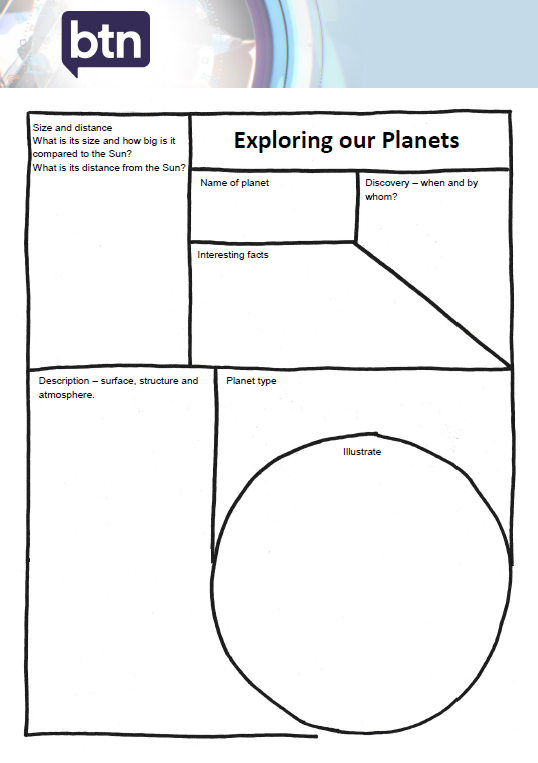 btn
Exploring our Planets
Size and distance
What is its size and how big is it
compared to the Sun?
What is its distance from the Sun?
Name of planet
Discovery – when and by
whom?
Interesting facts
Description – surface, structure and
atmosphere.
Planet type
Illustrate